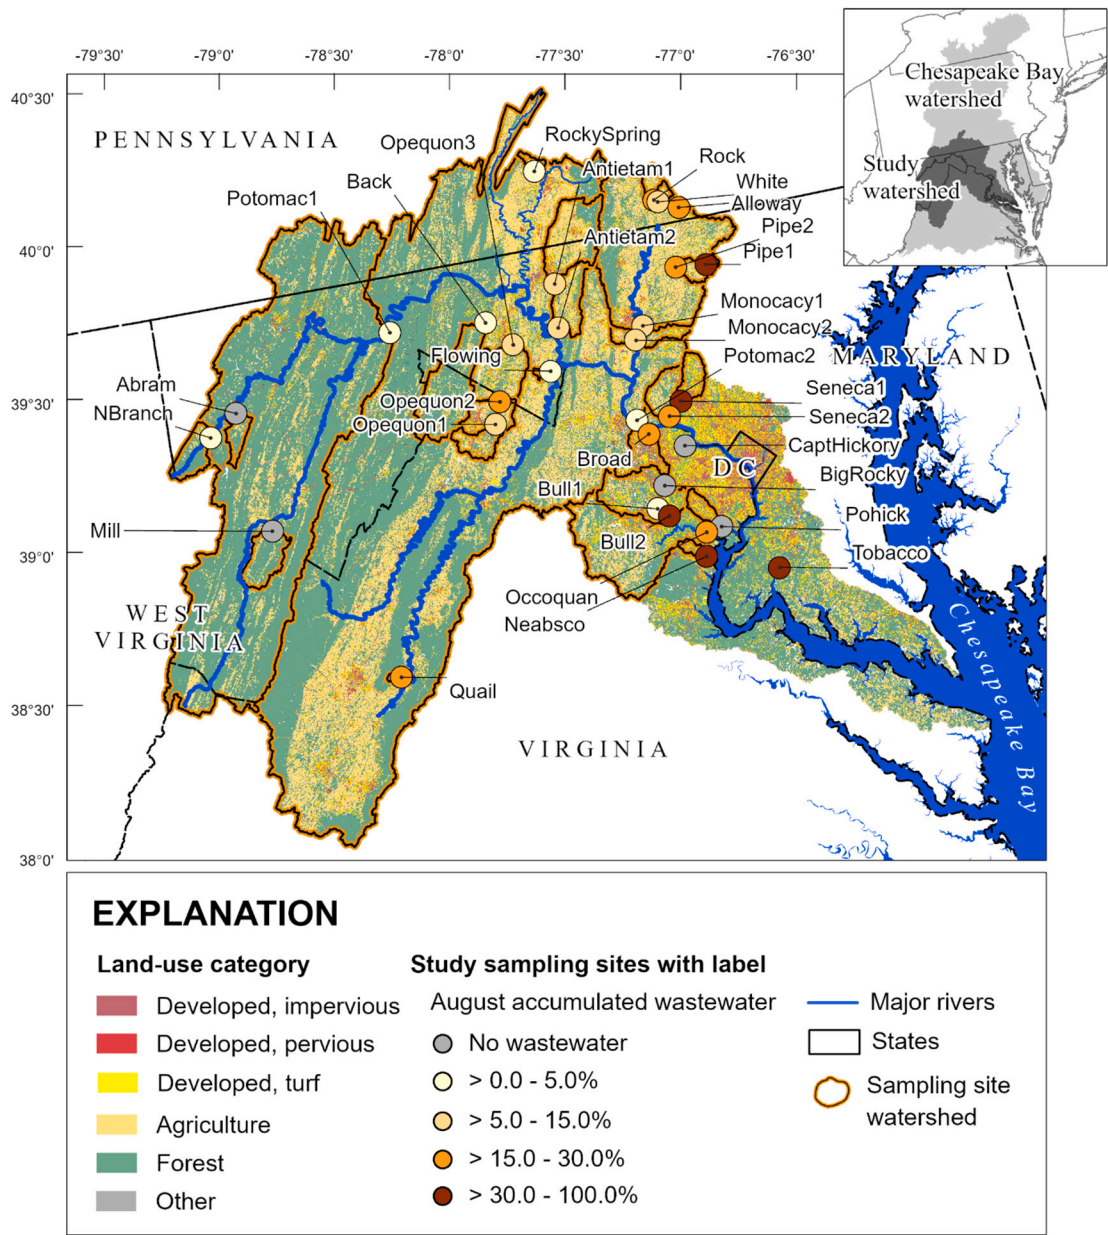 -79°30'
-79°0'
-78°30'
-78°0'
-77°30'
-77°0'
-76°30'
40°30'
40°0'
39°30'
39°0'
38°30'
38°0'
Chesapeake Bay
watershed
Study
watershed
PENNSYLVANIA
Opequon3
RockySpring
Antietam1
Rock
White
Alloway
Back
Potomac1
Antietam2
Pipe2
Pipe1
Monocacy1
Monocacy2
MARYLAND
Potomac2
Flowing
Abram
NBranch
Seneca1
Opequon2
Seneca2
Opequon1
CaptHickory
Broad
DC
BigRocky
Bull1
Pohick
Mill
Bull2
Tobacco
Occoquan
Neabsco
WEST
VIRGINIA
Quail
VIRGINIA
Chesapeake Bay
EXPLANATION
Land-use category
Developed, impervious
Developed, pervious
Developed, turf
Agriculture
Forest
Other
Study sampling sites with label
August accumulated wastewater
No wastewater
> 0.0 - 5.0%
> 5.0 - 15.0%
> 15.0 - 30.0%
> 30.0 - 100.0%
Major rivers
States
Sampling site
watershed